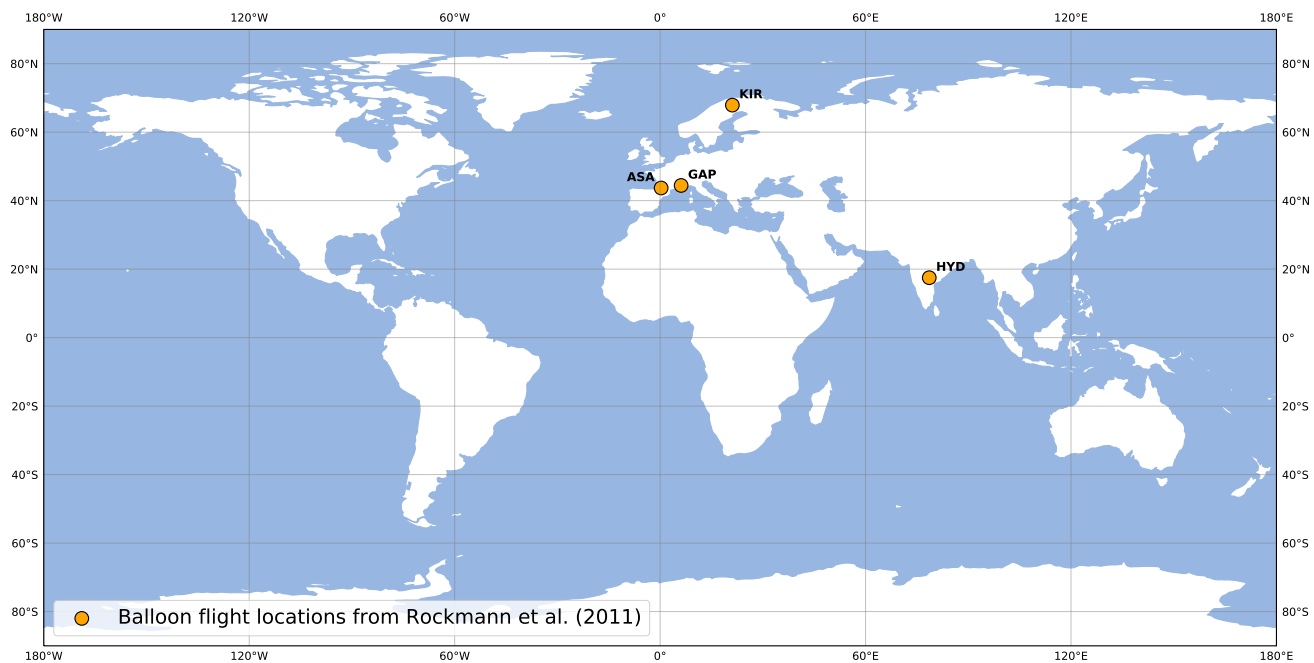 180°W 120°W 60°W 0° 60°E 120°E 180°E
80°N 80°N
KIR
60°N 60°N
ASA GAP
40°N 40°N
20°N HYD 20°N
0° 0°
20°S 20°S
40°S 40°S
60°S 60°S
80°S Balloon flight locations from Rockmann et al. (2011) 80°S
180°W 120°W 60°W 0° 60°E 120°E 180°E